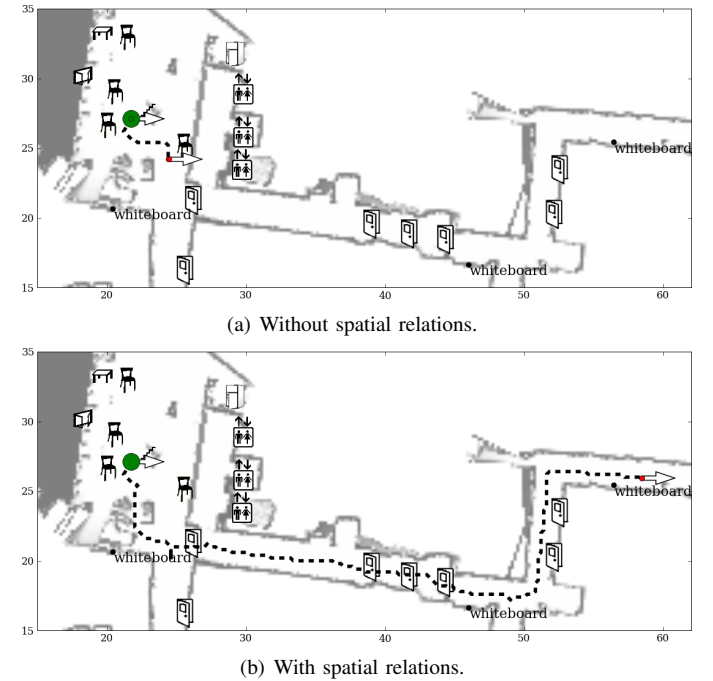 35
30
25
20
15
whiteboard
whiteboard
whiteboard
20 30 40 50 60
(a) Without spatial relations.
35
30
25
20
15
whiteboard
whiteboard
whiteboard
20 30 40 50 60
(b) With spatial relations.